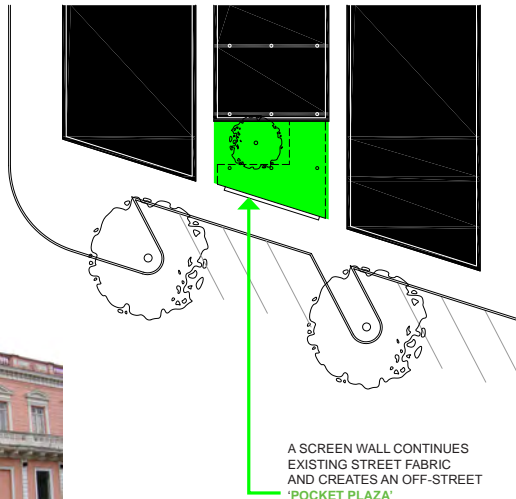 A SCREEN WALL CONTINUES
EXISTING STREET FABRIC
AND CREATES AN OFF-STREET
‘POCKET PLAZA’